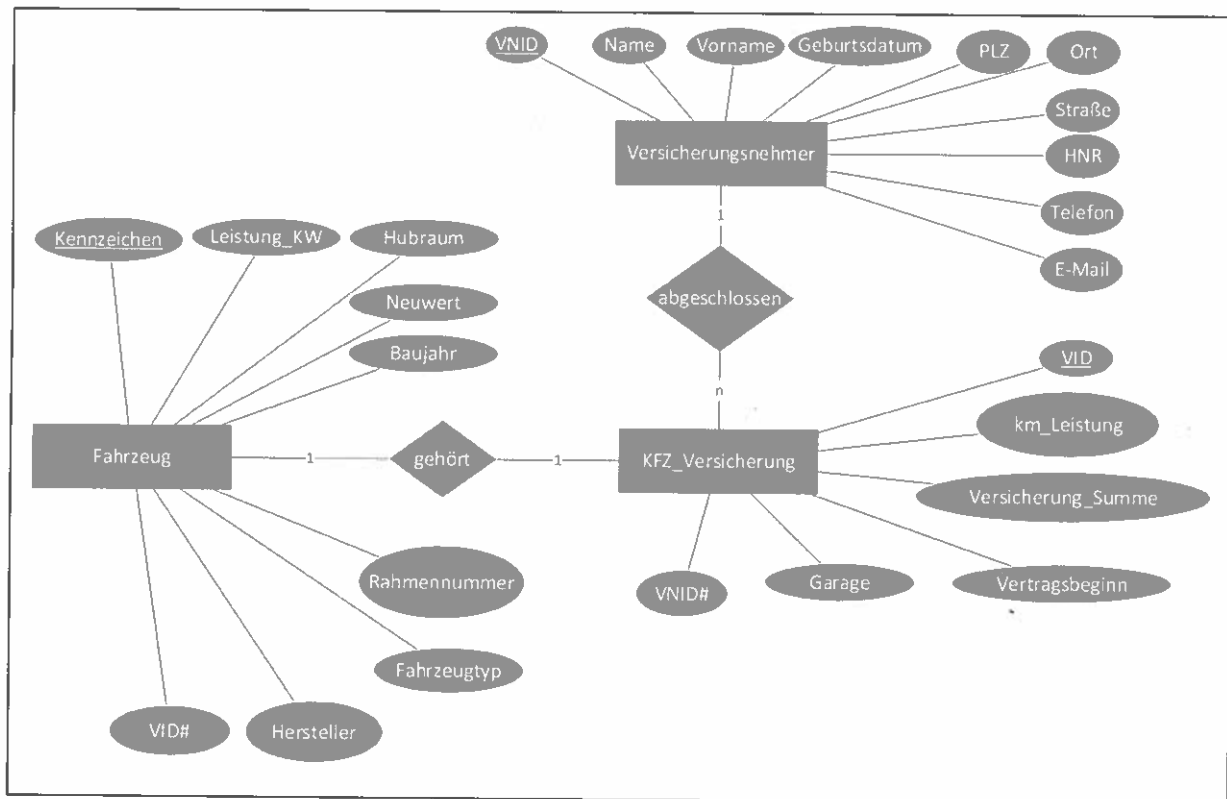 VNID Name Vorname Geburtsdatum PLZ Ort
Straße
Versicherungsnehmer HNR
Telefon
E-Mail
1
abgeschlossen
n
Kennzeichen Leistung_KW Hubraum
Neuwert
Baujahr
VID
km_Leistung
Fahrzeug 1 gehört 1 KFZ_Versicherung
Versicherung_Summe
Rahmennummer VNID# Garage Vertragsbeginn
Fahrzeugtyp
VID# Hersteller